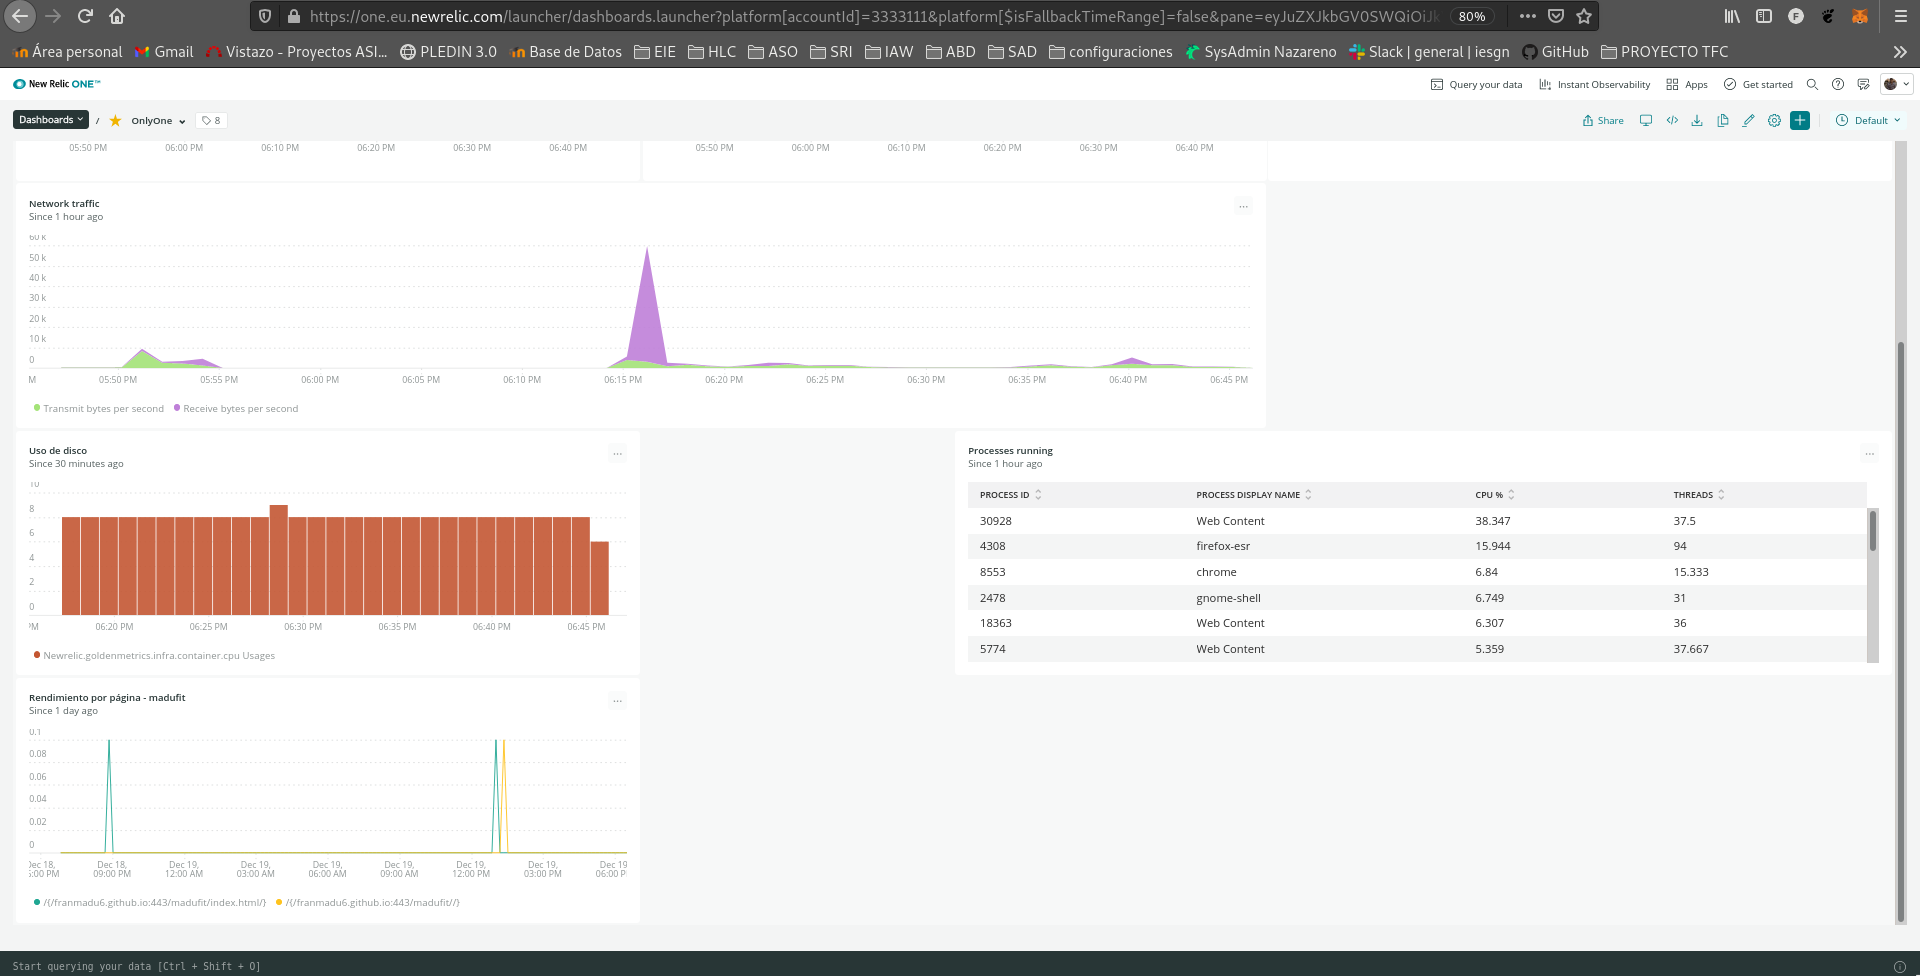 https://one.eu.newrelic.com/launcher/dashboards.launcher?platform[accountId]=3333111&platform[$isFallbackTimeRange]=false&pane=eyJuZXJkbGV0SWQiOiJk
80%
Área personal Gmail Vistazo - Proyectos ASI... PLEDIN 3.0 Base de Datos EIE HLC ASO SRI IAW ABD SAD configuraciones SysAdmin Nazareno Slack | general | iesgn GitHub PROYECTO TFC
New Relic ONE™ Query your data Instant Observability Apps Get started
Dashboards / OnlyOne 8 Share Default
05:50 PM 06:00 PM 06:10 PM 06:20 PM 06:30 PM 06:40 PM 05:50 PM 06:00 PM 06:10 PM 06:20 PM 06:30 PM 06:40 PM
Network traffic
Since 1 hour ago
60 k
50 k
40 k
30 k
20 k
10 k
0
M 05:50 PM 05:55 PM 06:00 PM 06:05 PM 06:10 PM 06:15 PM 06:20 PM 06:25 PM 06:30 PM 06:35 PM 06:40 PM 06:45 PM
Transmit bytes per second Receive bytes per second
Uso de disco
Since 30 minutes ago
10
8
6
4
2
0
PM 06:20 PM 06:25 PM 06:30 PM 06:35 PM 06:40 PM 06:45 PM
Newrelic.goldenmetrics.infra.container.cpu Usages
Processes running
Since 1 hour ago
PROCESS ID PROCESS DISPLAY NAME CPU % THREADS
30928 Web Content 38.347 37.5
4308 firefox-esr 15.944 94
8553 chrome 6.84 15.333
2478 gnome-shell 6.749 31
18363 Web Content 6.307 36
5774 Web Content 5.359 37.667
Rendimiento por página - madufit
Since 1 day ago
0.1
0.08
0.06
0.04
0.02
0
Dec 18, Dec 18, Dec 19, Dec 19, Dec 19, Dec 19, Dec 19, Dec 19, Dec 19
:00 PM 09:00 PM 12:00 AM 03:00 AM 06:00 AM 09:00 AM 12:00 PM 03:00 PM 06:00 P
/(/franmadu6.github.io:443/madufit/index.html/) /(/franmadu6.github.io:443/madufit//)
Start querying your data [Ctrl + Shift + O]